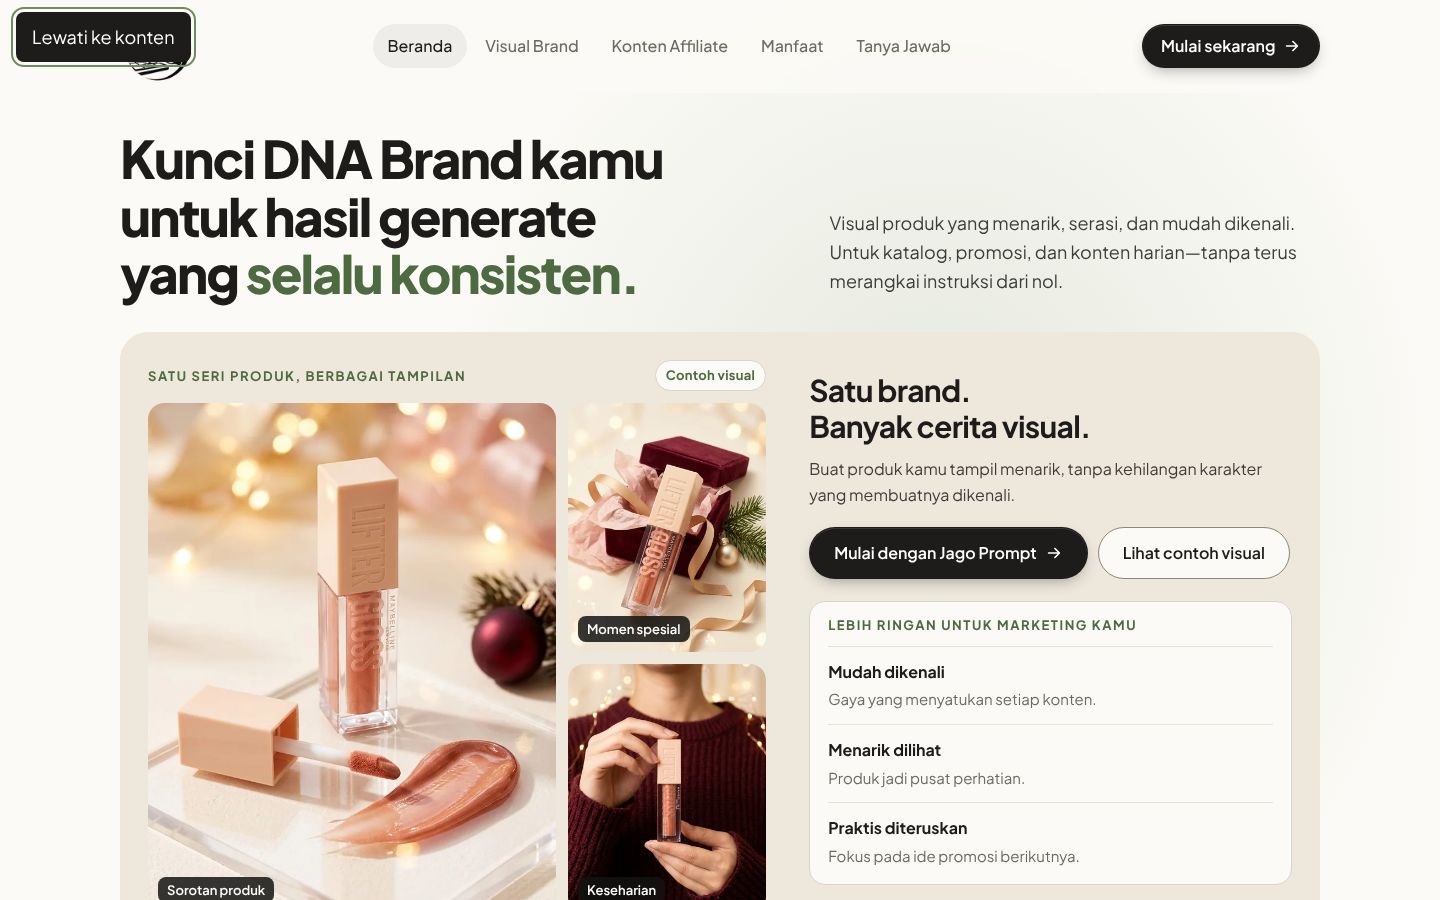 Lewati ke konten
Beranda
Visual Brand
Konten Affiliate
Manfaat
Tanya Jawab
Mulai sekarang →
Kunci DNA Brand kamu
untuk hasil generate
yang selalu konsisten.
Visual produk yang menarik, serasi, dan mudah dikenali.
Untuk katalog, promosi, dan konten harian—tanpa terus
merangkai instruksi dari nol.
SATU SERI PRODUK, BERBAGAI TAMPILAN
Contoh visual
LIFTER
GLOSS
MAYBELLINE
Sorotan produk
LIFTER
GLOSS
Momen spesial
LIFTER
GLOSS
Keseharian
Satu brand.
Banyak cerita visual.
Buat produk kamu tampil menarik, tanpa kehilangan karakter
yang membuatnya dikenali.
Mulai dengan Jago Prompt →
Lihat contoh visual
LEBIH RINGAN UNTUK MARKETING KAMU
Mudah dikenali
Gaya yang menyatukan setiap konten.
Menarik dilihat
Produk jadi pusat perhatian.
Praktis diteruskan
Fokus pada ide promosi berikutnya.